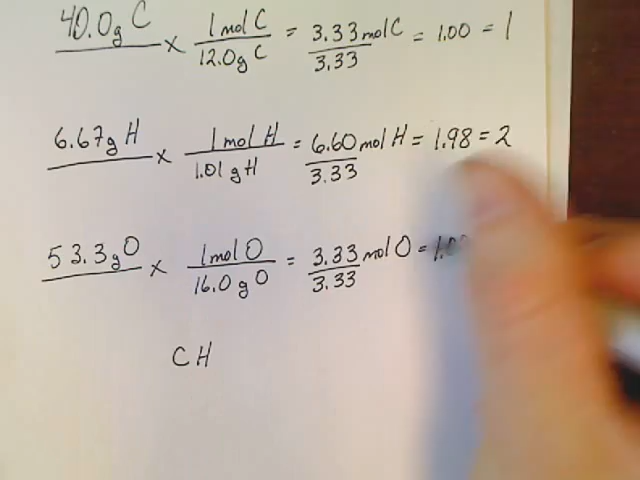 40.0g C × 1 mol C / 12.0g C = 3.33 mol C / 3.33 = 1.00 = 1
6.67g H × 1 mol H / 1.01 g H = 6.60 mol H / 3.33 = 1.98 = 2
53.3g O × 1 mol O / 16.0 g O = 3.33 mol O / 3.33 =
C H